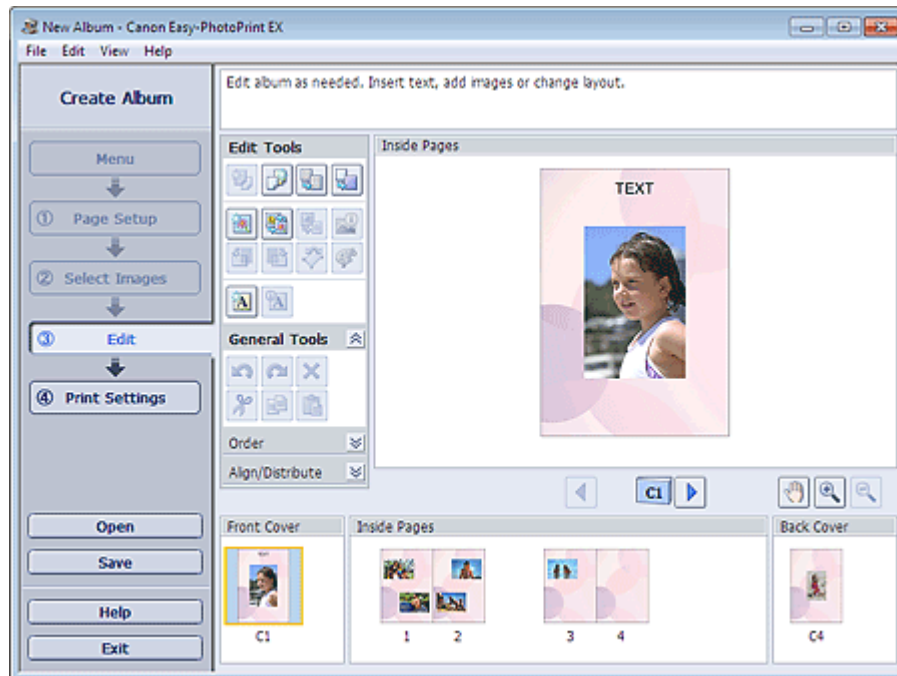 New Album - Canon Easy-PhotoPrint EX
File Edit View Help
Create Album
Menu
① Page Setup
② Select Images
③ Edit
④ Print Settings
Open
Save
Help
Exit
Edit album as needed. Insert text, add images or change layout.
Edit Tools
A A
General Tools
Order
Align/Distribute
Inside Pages
TEXT
C1
Front Cover
TEXT
C1
Inside Pages
1 2 3 4
Back Cover
C4